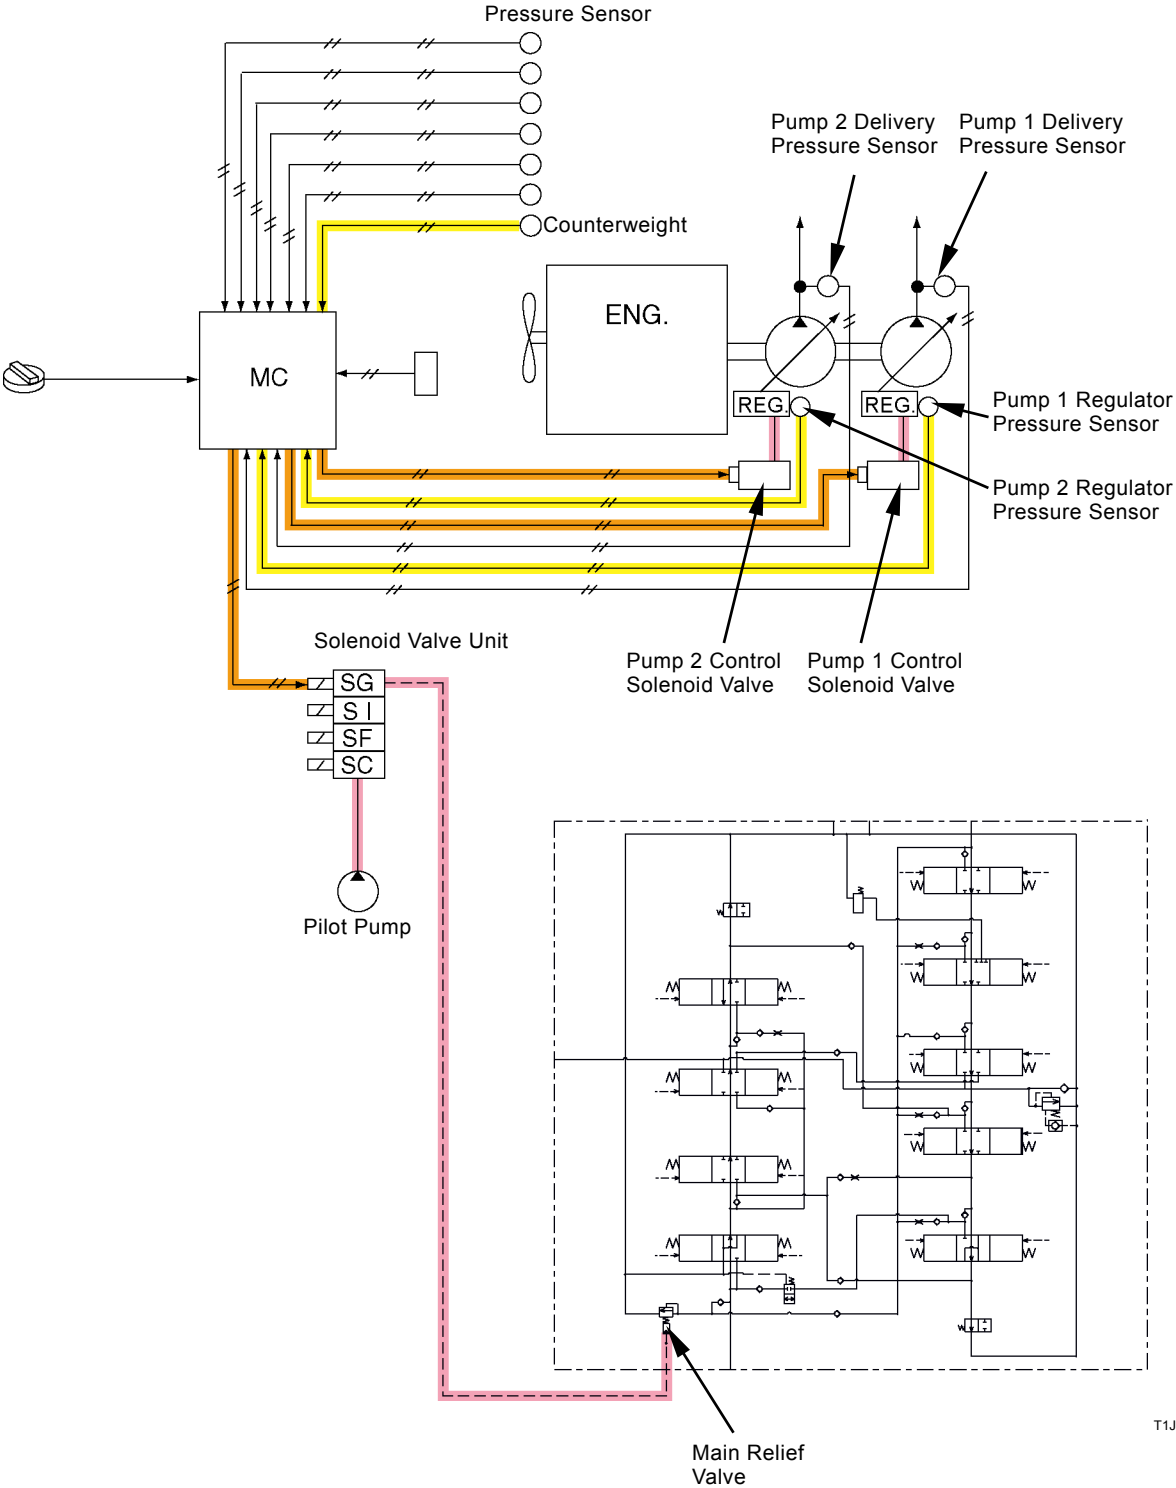 Pressure Sensor
Pump 2 Delivery
Pressure Sensor
Pump 1 Delivery
Pressure Sensor
Counterweight
ENG.
MC
REG.
REG.
Pump 1 Regulator
Pressure Sensor
Pump 2 Regulator
Pressure Sensor
Solenoid Valve Unit
Pump 2 Control
Solenoid Valve
Pump 1 Control
Solenoid Valve
SG
SI
SF
SC
Pilot Pump
T1J
Main Relief
Valve